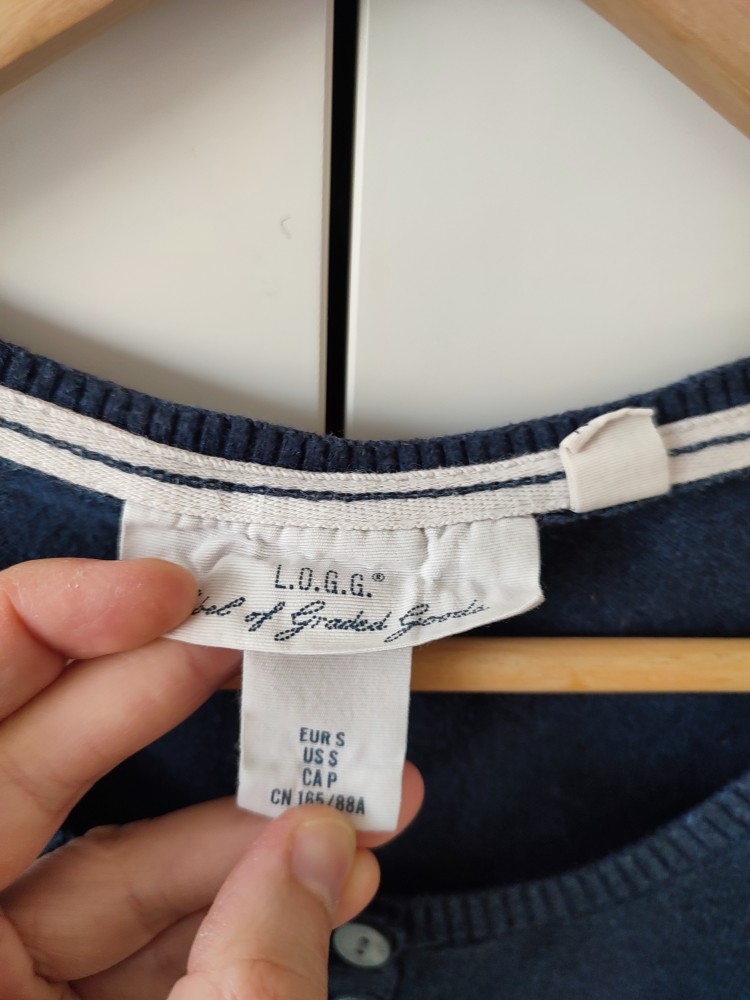 L.O.G.G.®
of Graded Goods
EUR S
US S
CA P
CN 165/88A